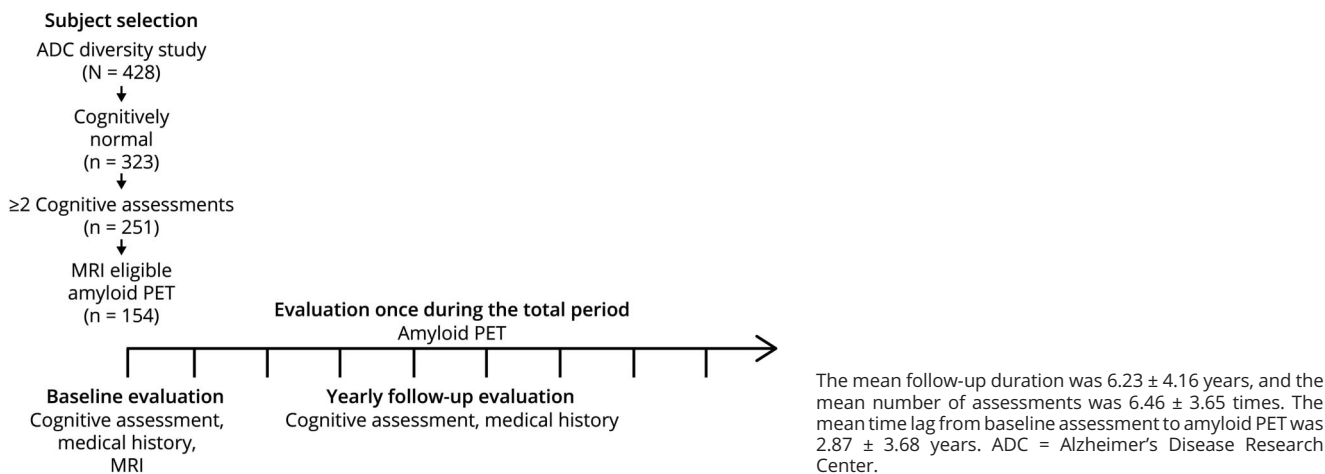 Subject selection
ADC diversity study
(N = 428)
Cognitively
normal
(n = 323)
≥2 Cognitive assessments
(n = 251)
MRI eligible
amyloid PET
(n = 154)
Evaluation once during the total period
Amyloid PET
Baseline evaluation
Cognitive assessment,
medical history,
MRI
Yearly follow-up evaluation
Cognitive assessment, medical history
The mean follow-up duration was 6.23 ± 4.16 years, and the
mean number of assessments was 6.46 ± 3.65 times. The
mean time lag from baseline assessment to amyloid PET was
2.87 ± 3.68 years. ADC = Alzheimer’s Disease Research
Center.